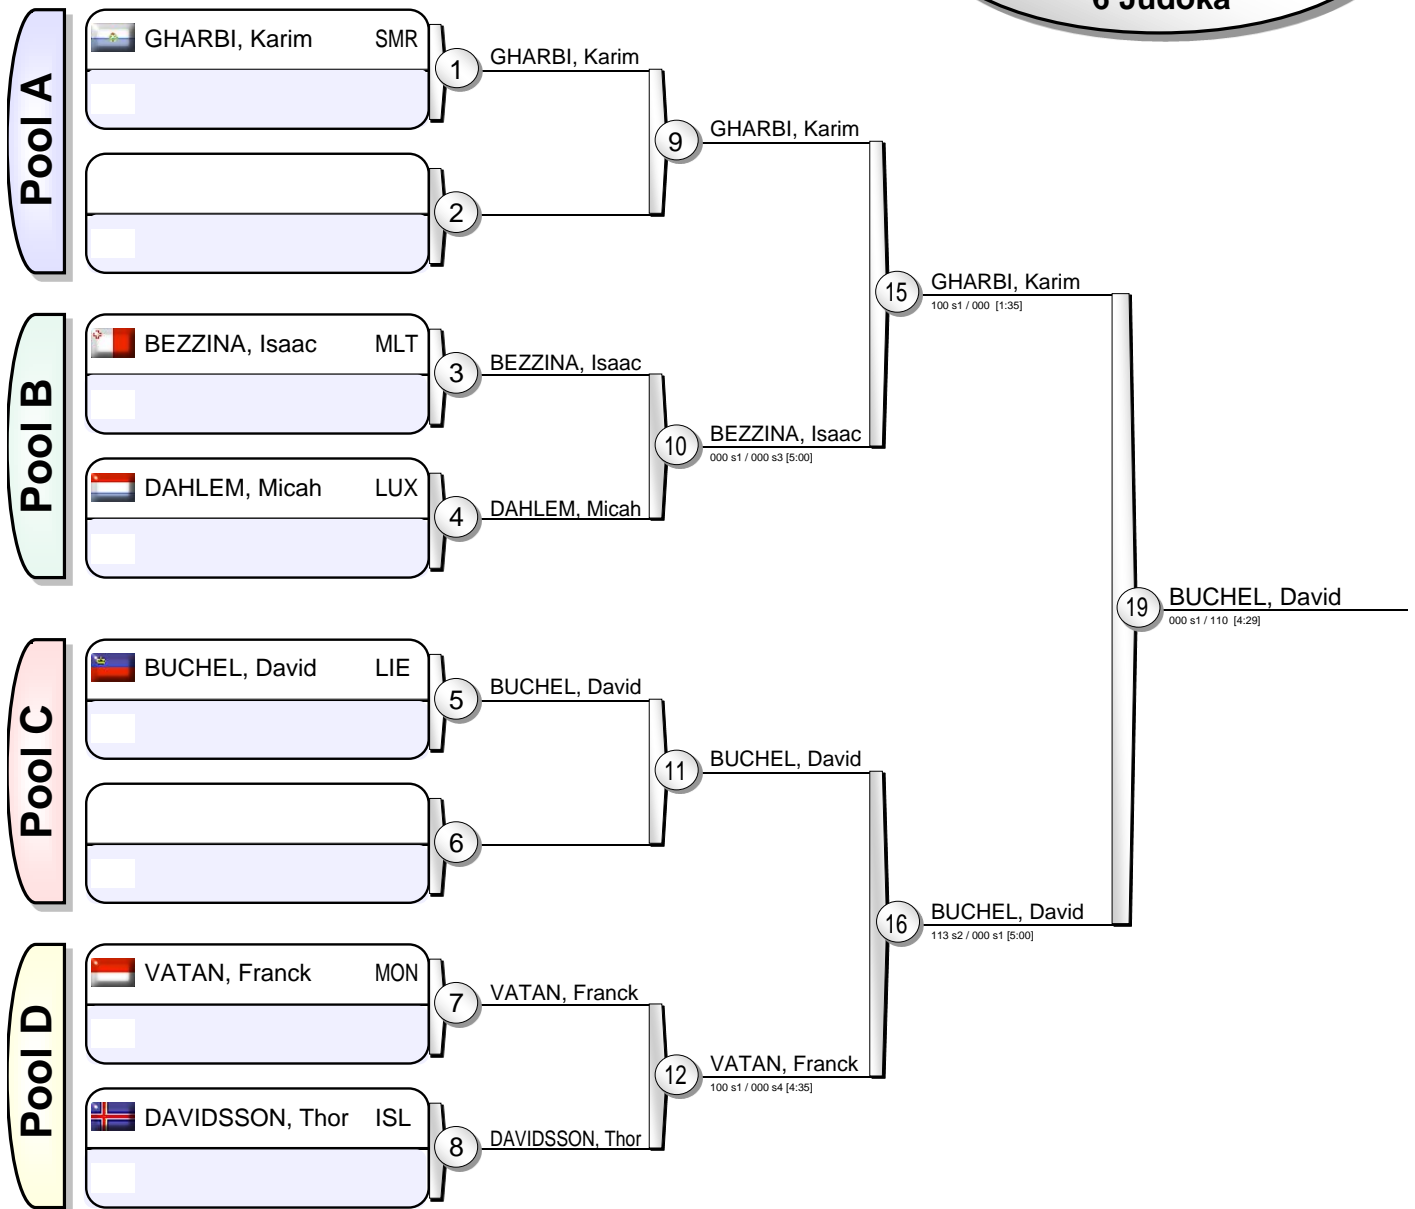 6 Judoka
Pool A
GHARBI, Karim SMR
1
GHARBI, Karim
2
9
GHARBI, Karim
Pool B
BEZZINA, Isaac MLT
3
BEZZINA, Isaac
DAHLEM, Micah LUX
4
DAHLEM, Micah
10
BEZZINA, Isaac
000 s1 / 000 s3 [5:00]
15
GHARBI, Karim
100 s1 / 000 [1:35]
Pool C
BUCHEL, David LIE
5
BUCHEL, David
6
11
BUCHEL, David
Pool D
VATAN, Franck MON
7
VATAN, Franck
DAVIDSSON, Thor ISL
8
DAVIDSSON, Thor
12
VATAN, Franck
100 s1 / 000 s4 [4:35]
16
BUCHEL, David
113 s2 / 000 s1 [5:00]
19
BUCHEL, David
000 s1 / 110 [4:29]